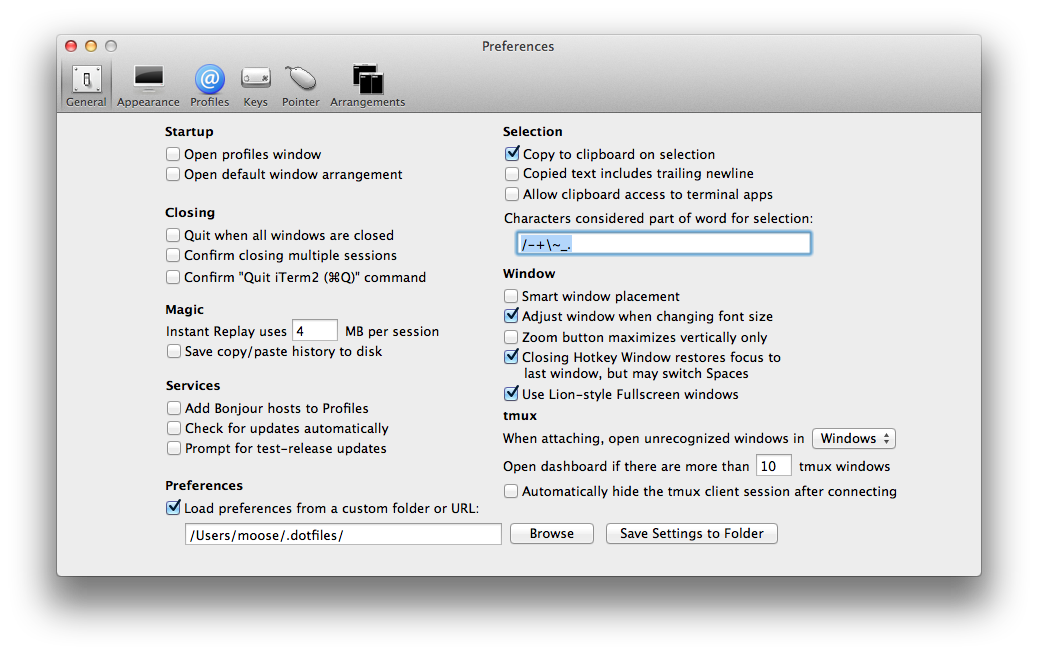 Preferences
General Appearance Profiles Keys Pointer Arrangements
Startup
Open profiles window
Open default window arrangement
Closing
Quit when all windows are closed
Confirm closing multiple sessions
Confirm "Quit iTerm2 (⌘Q)" command
Magic
Instant Replay uses 4 MB per session
Save copy/paste history to disk
Services
Add Bonjour hosts to Profiles
Check for updates automatically
Prompt for test-release updates
Preferences
Load preferences from a custom folder or URL:
/Users/moose/.dotfiles/
Browse
Save Settings to Folder
Selection
Copy to clipboard on selection
Copied text includes trailing newline
Allow clipboard access to terminal apps
Characters considered part of word for selection:
/-+\~_.
Window
Smart window placement
Adjust window when changing font size
Zoom button maximizes vertically only
Closing Hotkey Window restores focus to
last window, but may switch Spaces
Use Lion-style Fullscreen windows
tmux
When attaching, open unrecognized windows in Windows
Open dashboard if there are more than 10 tmux windows
Automatically hide the tmux client session after connecting